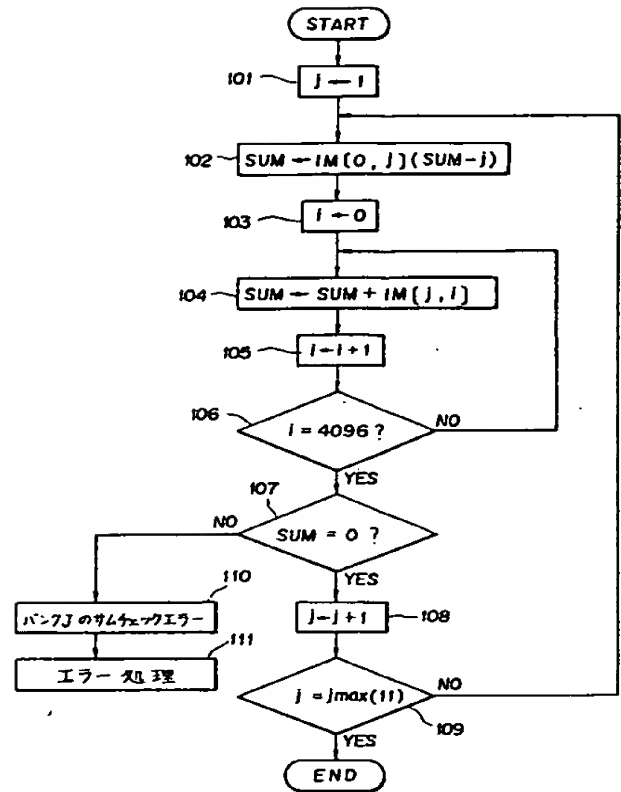 START
101
j ← 1
102
SUM ← IM[0, j](SUM-j)
103
i ← 0
104
SUM ← SUM + IM[j, i]
105
i ← i + 1
106
i = 4096 ?
NO
YES
107
SUM = 0 ?
NO
YES
110
バンクJのサムチェックエラー
111
エラー処理
j ← j + 1
108
j = jmax(11)
NO
109
YES
END